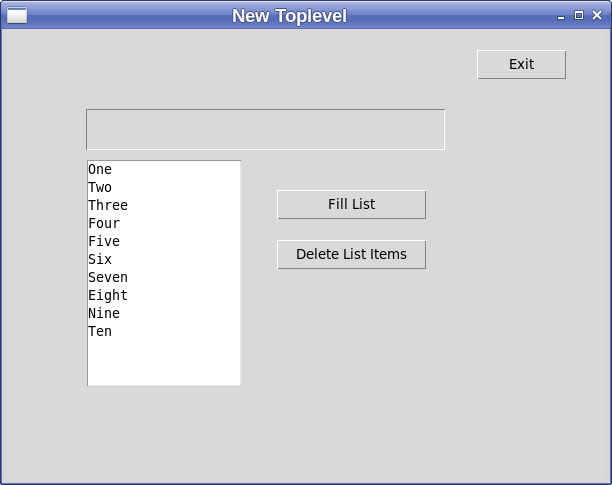 New Toplevel
Exit
One
Two
Three
Four
Five
Six
Seven
Eight
Nine
Ten
Fill List
Delete List Items